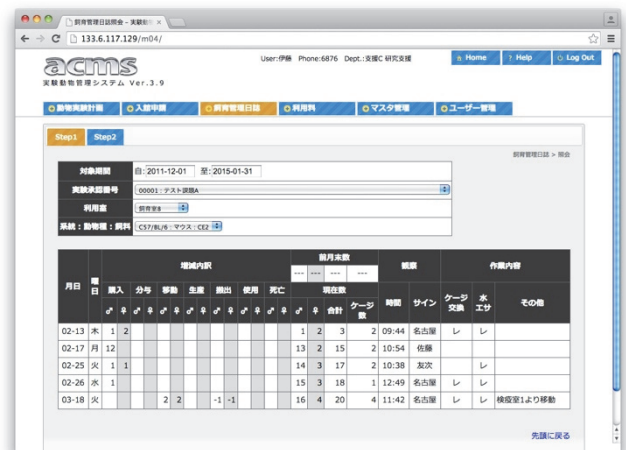 飼育管理日誌照会 - 実験動
133.6.117.129/m04/
acms
実験動物管理システム Ver.3.9
User:伊藤 Phone:6876 Dept.:支援C 研究支援
Home
Help
Log Out
動物実験計画
入館申請
飼育管理日誌
利用料
マスタ管理
ユーザー管理
Step1 Step2
飼育管理日誌 > 照会
対象期間 自: 2011-12-01 至: 2015-01-31
実験承認番号 00001 : テスト課題A
利用室 飼育室8
系統 : 動物種 : 飼料 C57/BL/6 : マウス : CE2
月日 曜日 増減内訳 前月末数 観察 作業内容
--- --- --- ---
購入 分与 移動 生産 搬出 使用 死亡 現在数 時間 サイン ケージ交換 水エサ その他
♂ ♀ ♂ ♀ ♂ ♀ ♂ ♀ ♂ ♀ ♂ ♀ ♂ ♀ ♂ ♀ 合計 ケージ数
02-13 木 1 2 1 2 3 2 09:44 名古屋 レ レ
02-17 月 12 13 2 15 2 10:54 佐藤
02-25 火 1 1 14 3 17 2 10:38 友次 レ
02-26 水 1 15 3 18 1 12:49 名古屋 レ レ
03-18 火 2 2 -1 -1 16 4 20 4 11:42 名古屋 レ レ 検疫室1より移動
先頭に戻る